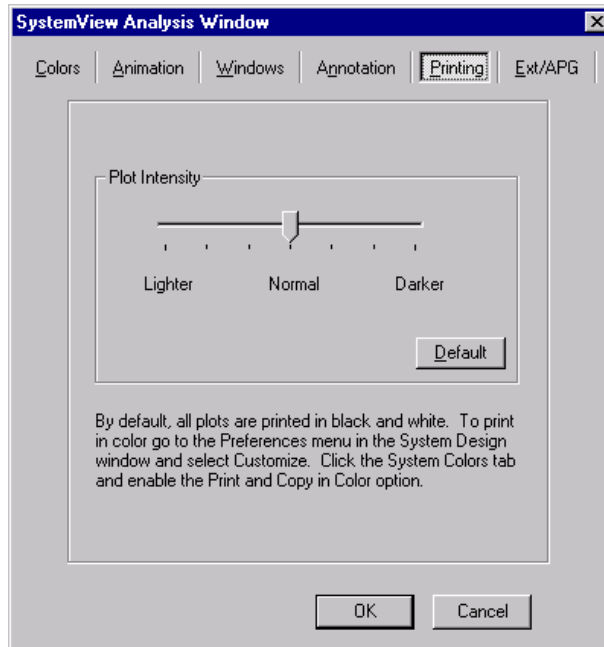 SystemView Analysis Window
Colors Animation Windows Annotation Printing Ext/APG
Plot Intensity
Lighter Normal Darker
Default
By default, all plots are printed in black and white. To print
in color go to the Preferences menu in the System Design
window and select Customize. Click the System Colors tab
and enable the Print and Copy in Color option.
OK Cancel